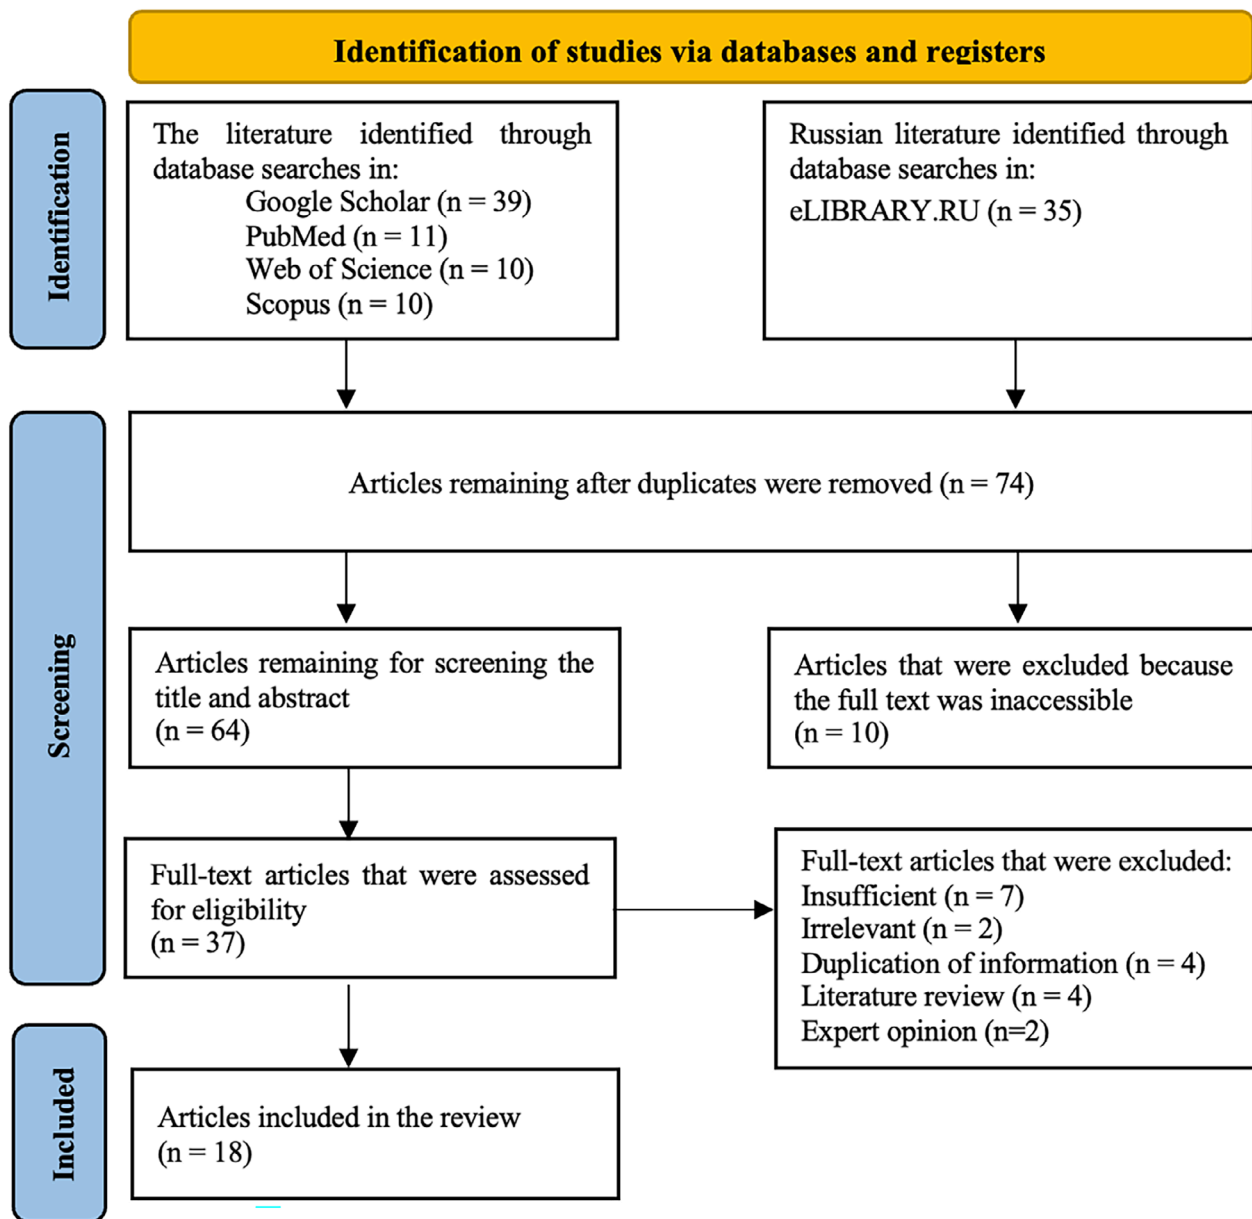 Identification of studies via databases and registers
Identification
The literature identified through
database searches in:
Google Scholar (n = 39)
PubMed (n = 11)
Web of Science (n = 10)
Scopus (n = 10)
Russian literature identified through
database searches in:
eLIBRARY.RU (n = 35)
Screening
Articles remaining after duplicates were removed (n = 74)
Articles remaining for screening the
title and abstract
(n = 64)
Articles that were excluded because
the full text was inaccessible
(n = 10)
Full-text articles that were assessed
for eligibility
(n = 37)
Full-text articles that were excluded:
Insufficient (n = 7)
Irrelevant (n = 2)
Duplication of information (n = 4)
Literature review (n = 4)
Expert opinion (n=2)
Included
Articles included in the review
(n = 18)